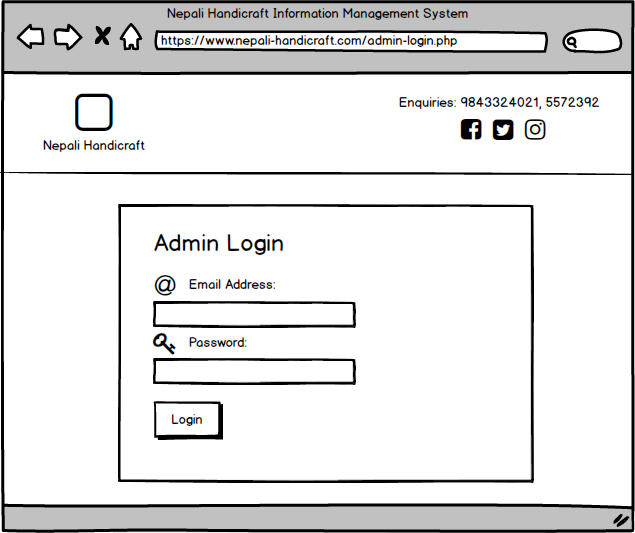 Nepali Handicraft Information Management System
https://www.nepali-handicraft.com/admin-login.php
Enquiries: 9843324021, 5572392
Nepali Handicraft
Admin Login
@ Email Address:
Password:
Login